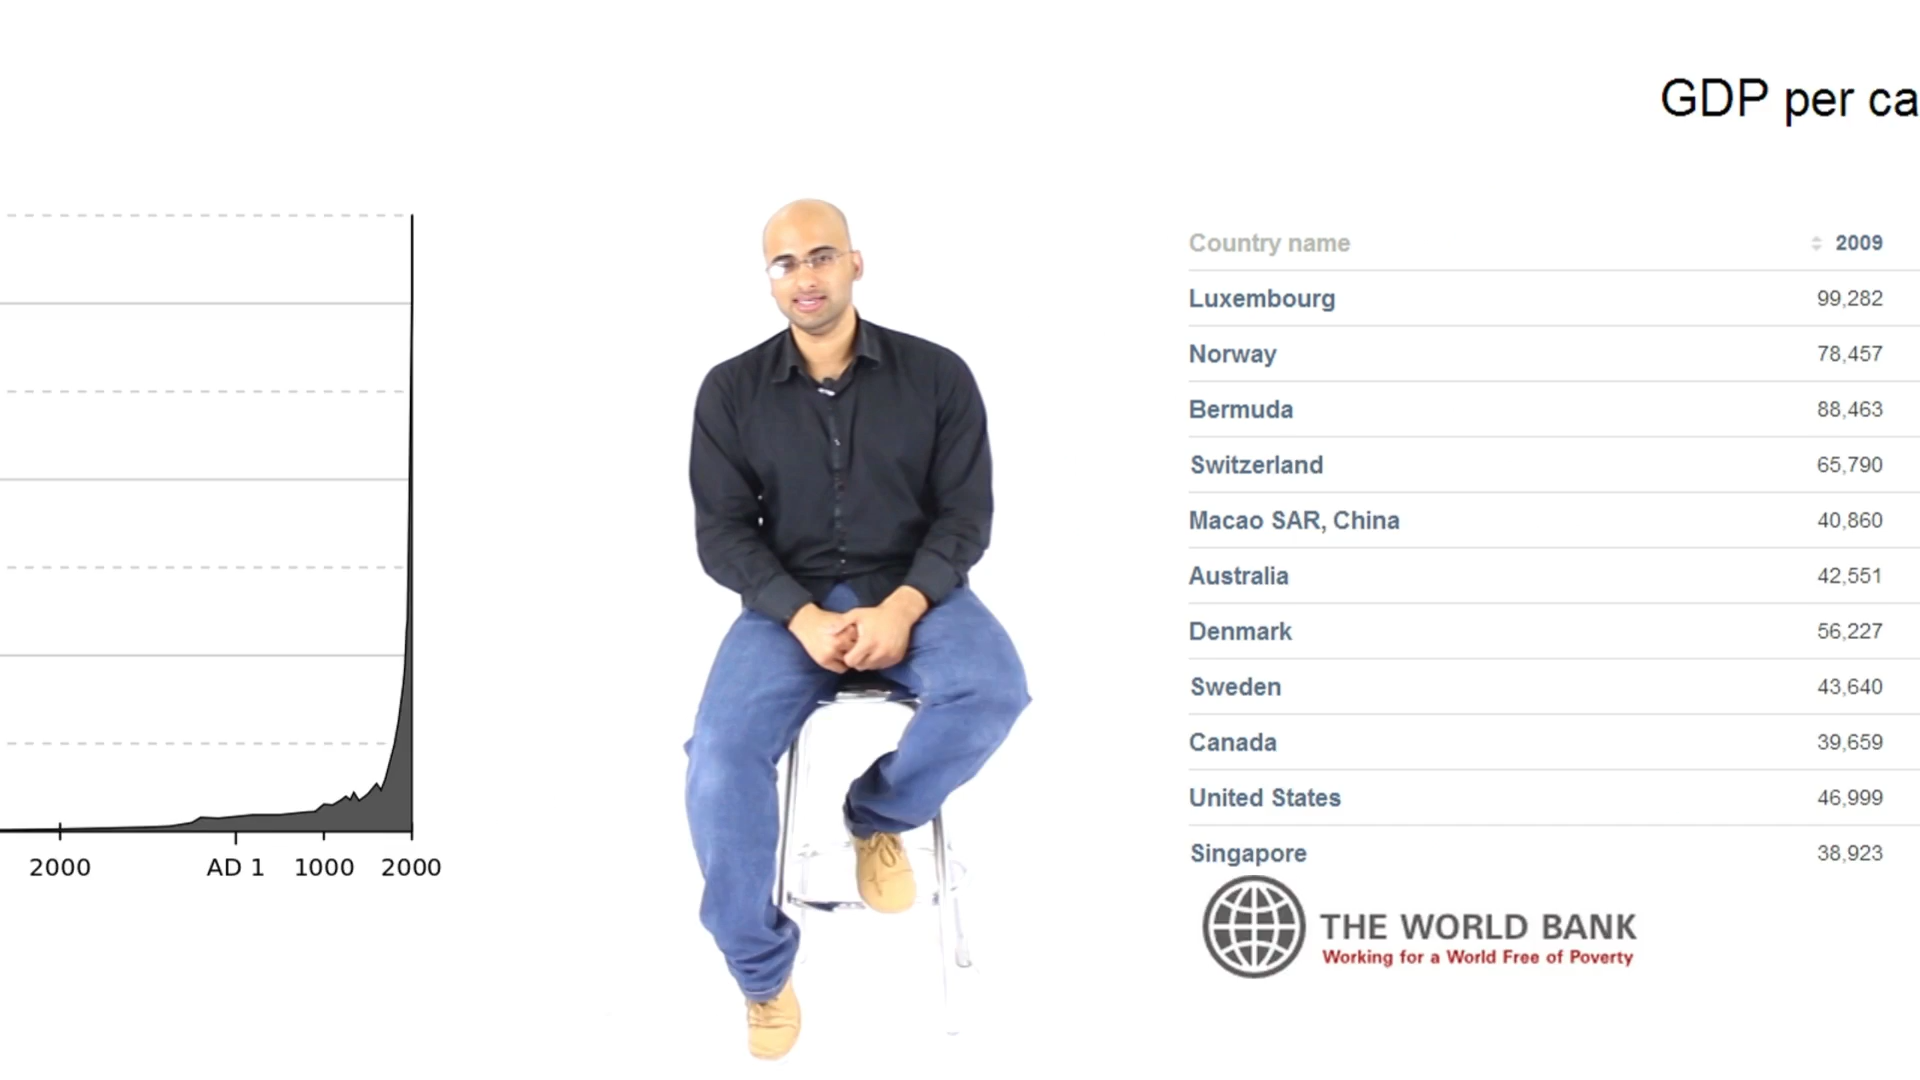 GDP per ca
Country name 2009
Luxembourg 99,282
Norway 78,457
Bermuda 88,463
Switzerland 65,790
Macao SAR, China 40,860
Australia 42,551
Denmark 56,227
Sweden 43,640
Canada 39,659
United States 46,999
Singapore 38,923
2000 AD 1 1000 2000
THE WORLD BANK
Working for a World Free of Poverty